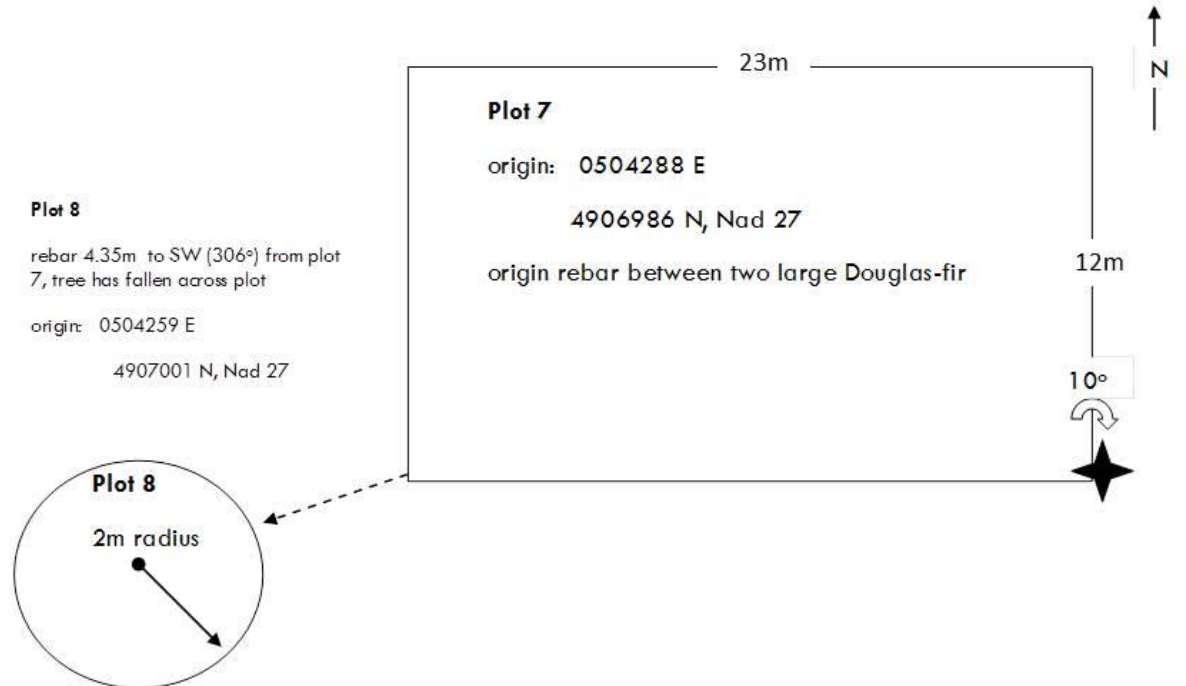 23m
N
Plot 7
origin: 0504288 E
4906986 N, Nad 27
origin rebar between two large Douglas-fir
12m
10°
Plot 8
rebar 4.35m to SW (306°) from plot
7, tree has fallen across plot
origin: 0504259 E
4907001 N, Nad 27
Plot 8
2m radius